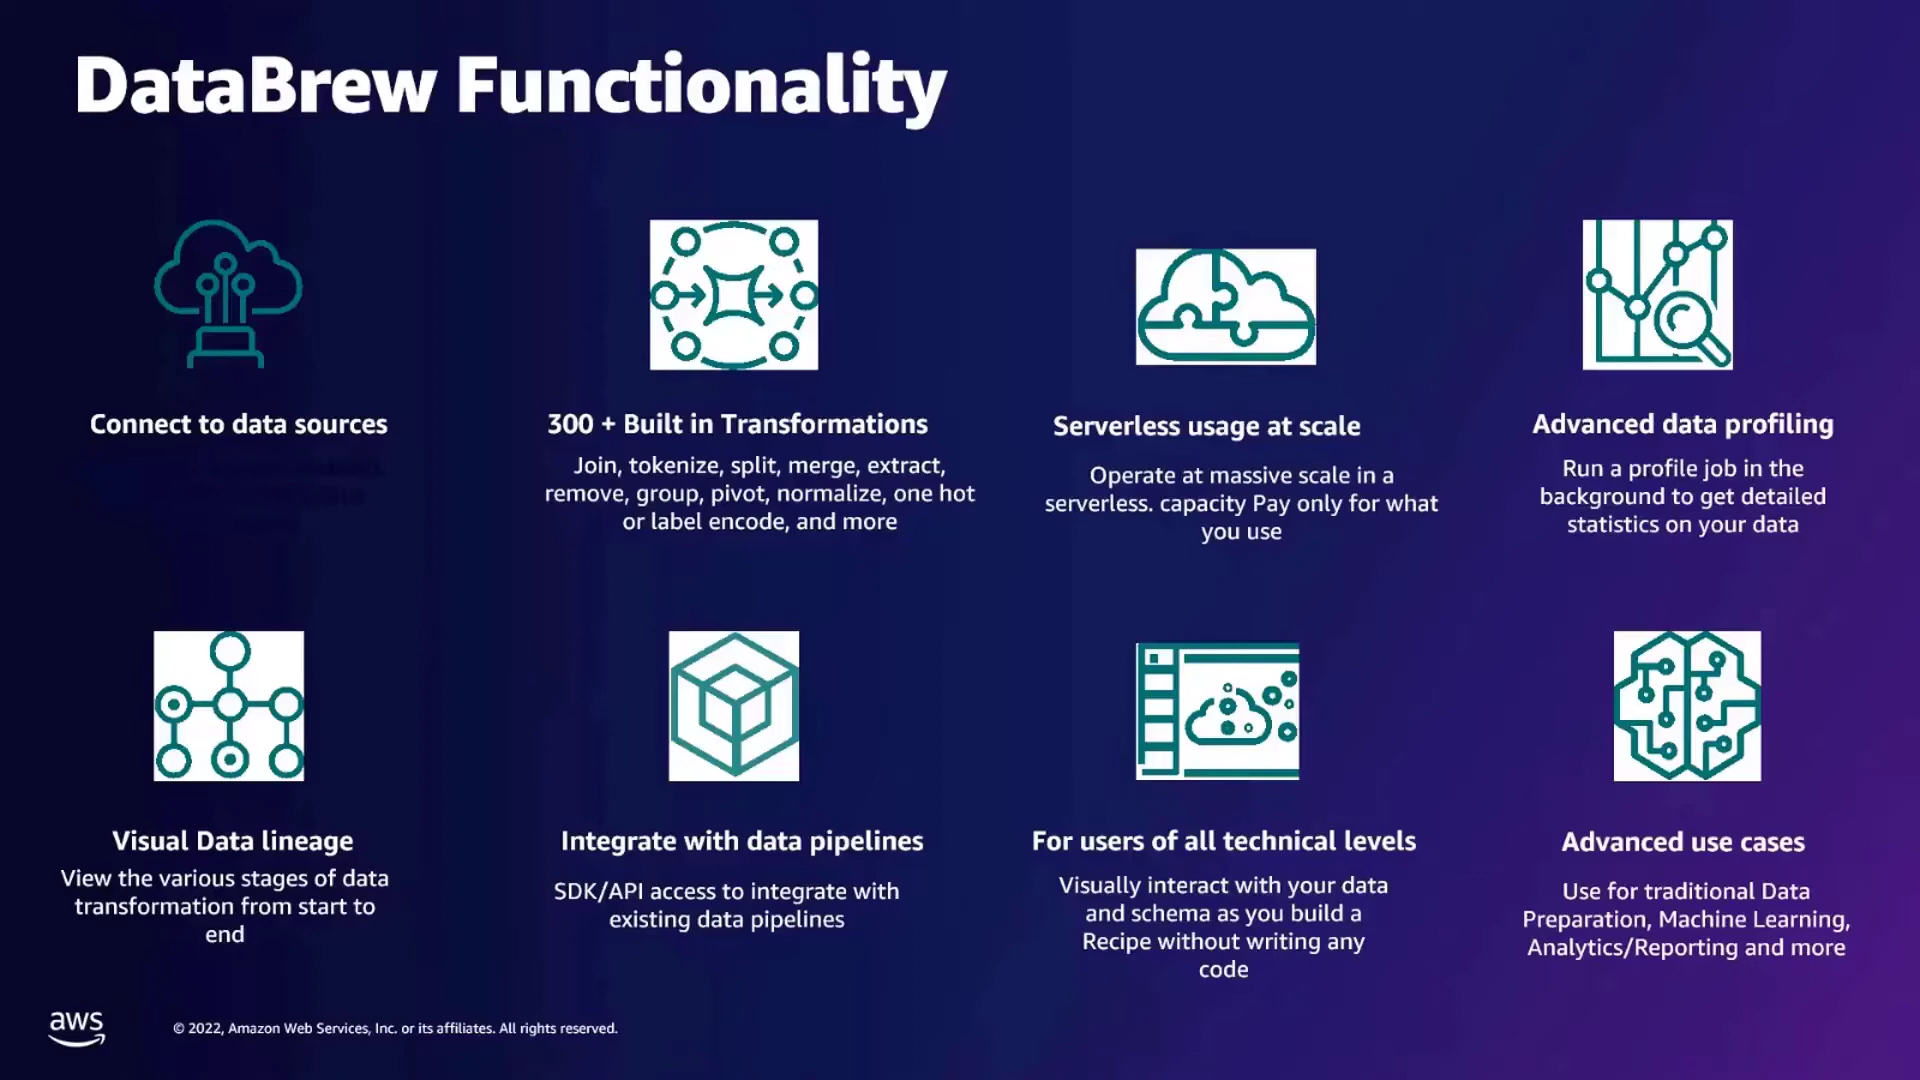 DataBrew Functionality
Connect to data sources
300 + Built in Transformations
Join, tokenize, split, merge, extract,
remove, group, pivot, normalize, one hot
or label encode, and more
Serverless usage at scale
Operate at massive scale in a
serverless. capacity Pay only for what
you use
Advanced data profiling
Run a profile job in the
background to get detailed
statistics on your data
Visual Data lineage
View the various stages of data
transformation from start to
end
Integrate with data pipelines
SDK/API access to integrate with
existing data pipelines
For users of all technical levels
Visually interact with your data
and schema as you build a
Recipe without writing any
code
Advanced use cases
Use for traditional Data
Preparation, Machine Learning,
Analytics/Reporting and more
aws
© 2022, Amazon Web Services, Inc. or its affiliates. All rights reserved.